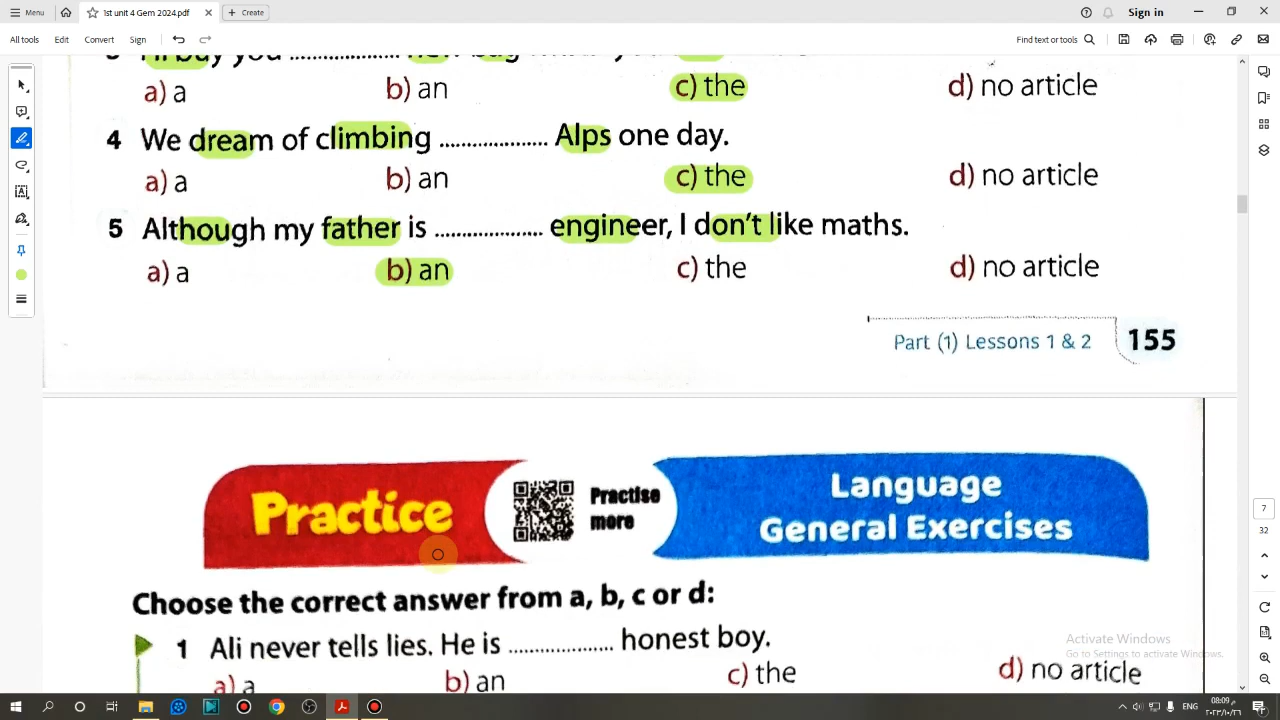 Menu
1st unit 4 Gem 2024.pdf
Create
Sign in
All tools
Edit
Convert
Sign
Find text or tools
a) a
b) an
c) the
d) no article
4 We dream of climbing ................... Alps one day.
a) a
b) an
c) the
d) no article
5 Although my father is ................... engineer, I don't like maths.
a) a
b) an
c) the
d) no article
Part (1) Lessons 1 & 2
155
Practice
Practise
more
Language
General Exercises
Choose the correct answer from a, b, c or d:
1 Ali never tells lies. He is ................... honest boy.
a) a
b) an
c) the
d) no article
7
32
Activate Windows
Go to Settings to activate Windows.
ENG
08:09